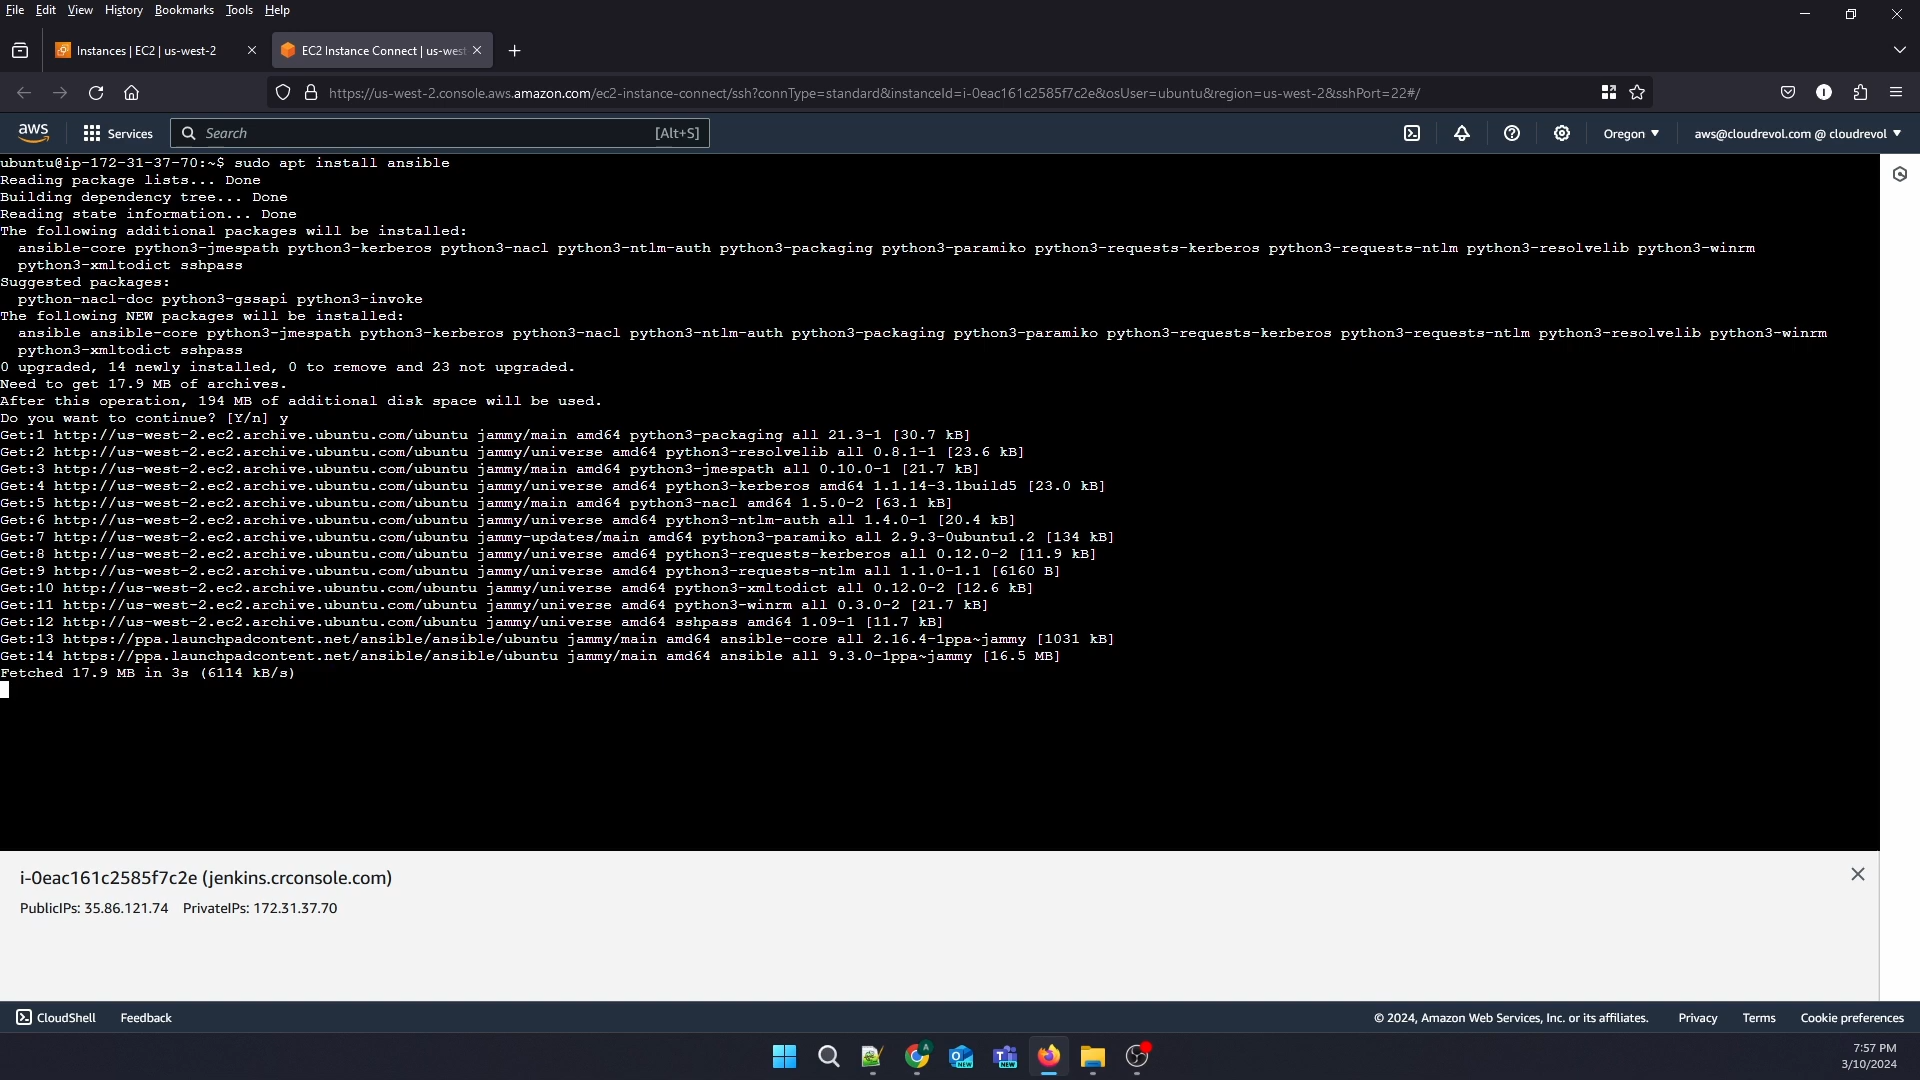 File Edit View History Bookmarks Tools Help
Instances | EC2 | us-west-2
EC2 Instance Connect | us-west
https://us-west-2.console.aws.amazon.com/ec2-instance-connect/ssh?connType=standard&instanceId=i-0eac161c2585f7c2e&osUser=ubuntu&region=us-west-2&sshPort=22#/
aws Services Search [Alt+S] Oregon aws@cloudrevol.com @ cloudrevol
ubuntu@ip-172-31-37-70:~$ sudo apt install ansible
Reading package lists... Done
Building dependency tree... Done
Reading state information... Done
The following additional packages will be installed:
ansible-core python3-jmespath python3-kerberos python3-nacl python3-ntlm-auth python3-packaging python3-paramiko python3-requests-kerberos python3-requests-ntlm python3-resolvelib python3-winrm
python3-xmltodict sshpass
Suggested packages:
python-nacl-doc python3-gssapi python3-invoke
The following NEW packages will be installed:
ansible ansible-core python3-jmespath python3-kerberos python3-nacl python3-ntlm-auth python3-packaging python3-paramiko python3-requests-kerberos python3-requests-ntlm python3-resolvelib python3-winrm
python3-xmltodict sshpass
0 upgraded, 14 newly installed, 0 to remove and 23 not upgraded.
Need to get 17.9 MB of archives.
After this operation, 194 MB of additional disk space will be used.
Do you want to continue? [Y/n] y
Get:1 http://us-west-2.ec2.archive.ubuntu.com/ubuntu jammy/main amd64 python3-packaging all 21.3-1 [30.7 kB]
Get:2 http://us-west-2.ec2.archive.ubuntu.com/ubuntu jammy/universe amd64 python3-resolvelib all 0.8.1-1 [23.6 kB]
Get:3 http://us-west-2.ec2.archive.ubuntu.com/ubuntu jammy/main amd64 python3-jmespath all 0.10.0-1 [21.7 kB]
Get:4 http://us-west-2.ec2.archive.ubuntu.com/ubuntu jammy/universe amd64 python3-kerberos amd64 1.1.14-3.1build5 [23.0 kB]
Get:5 http://us-west-2.ec2.archive.ubuntu.com/ubuntu jammy/main amd64 python3-nacl amd64 1.5.0-2 [63.1 kB]
Get:6 http://us-west-2.ec2.archive.ubuntu.com/ubuntu jammy/universe amd64 python3-ntlm-auth all 1.4.0-1 [20.4 kB]
Get:7 http://us-west-2.ec2.archive.ubuntu.com/ubuntu jammy-updates/main amd64 python3-paramiko all 2.9.3-0ubuntu1.2 [134 kB]
Get:8 http://us-west-2.ec2.archive.ubuntu.com/ubuntu jammy/universe amd64 python3-requests-kerberos all 0.12.0-2 [11.9 kB]
Get:9 http://us-west-2.ec2.archive.ubuntu.com/ubuntu jammy/universe amd64 python3-requests-ntlm all 1.1.0-1.1 [6160 B]
Get:10 http://us-west-2.ec2.archive.ubuntu.com/ubuntu jammy/universe amd64 python3-xmltodict all 0.12.0-2 [12.6 kB]
Get:11 http://us-west-2.ec2.archive.ubuntu.com/ubuntu jammy/universe amd64 python3-winrm all 0.3.0-2 [21.7 kB]
Get:12 http://us-west-2.ec2.archive.ubuntu.com/ubuntu jammy/universe amd64 sshpass amd64 1.09-1 [11.7 kB]
Get:13 https://ppa.launchpadcontent.net/ansible/ansible/ubuntu jammy/main amd64 ansible-core all 2.16.4-1ppa~jammy [1031 kB]
Get:14 https://ppa.launchpadcontent.net/ansible/ansible/ubuntu jammy/main amd64 ansible all 9.3.0-1ppa~jammy [16.5 MB]
Fetched 17.9 MB in 3s (6114 kB/s)
i-0eac161c2585f7c2e (jenkins.crconsole.com)
PublicIPs: 35.86.121.74 PrivateIPs: 172.31.37.70
CloudShell Feedback © 2024, Amazon Web Services, Inc. or its affiliates. Privacy Terms Cookie preferences
7:57 PM
3/10/2024